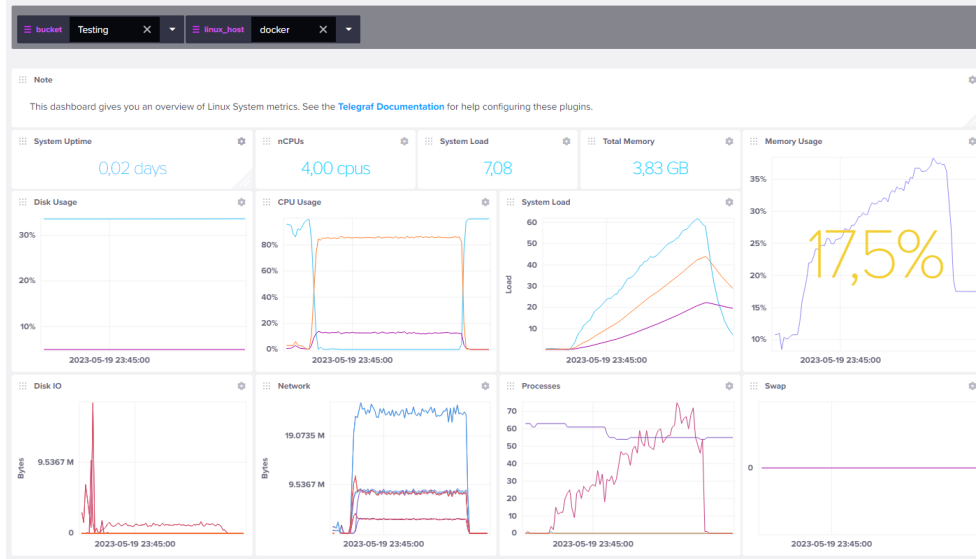 bucket Testing linux_host docker
Note
This dashboard gives you an overview of Linux System metrics. See the Telegraf Documentation for help configuring these plugins.
System Uptime
0,02 days
nCPUs
4,00 cpus
System Load
7,08
Total Memory
3,83 GB
Memory Usage
35%
30%
25%
20%
15%
10%
17,5%
2023-05-19 23:45:00
Disk Usage
30%
20%
10%
2023-05-19 23:45:00
CPU Usage
80%
60%
40%
20%
0%
2023-05-19 23:45:00
System Load
Load
60
50
40
30
20
10
2023-05-19 23:45:00
Disk IO
Bytes
9.5367 M
0
2023-05-19 23:45:00
Network
Bytes
19.0735 M
9.5367 M
2023-05-19 23:45:00
Processes
70
60
50
40
30
20
10
0
2023-05-19 23:45:00
Swap
0
2023-05-19 23:45:00